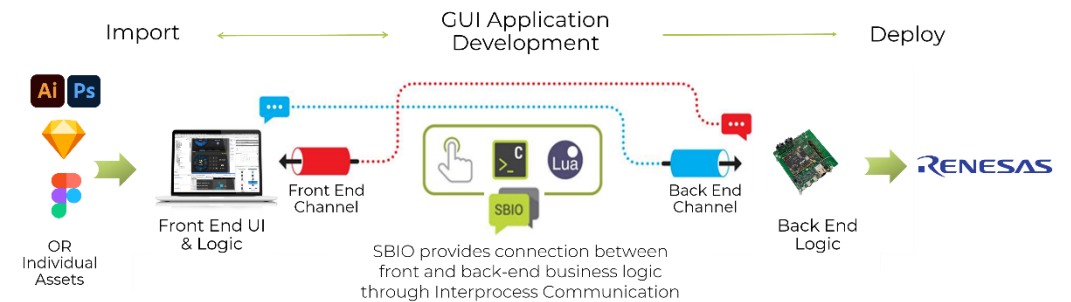 Import
GUI Application
Development
Deploy
Ai
Ps
OR
Individual
Assets
Front End UI
& Logic
Front End
Channel
C
>_
Lua
SBIO
SBIO provides connection between
front and back-end business logic
through Interprocess Communication
Back End
Channel
Back End
Logic
RENESAS